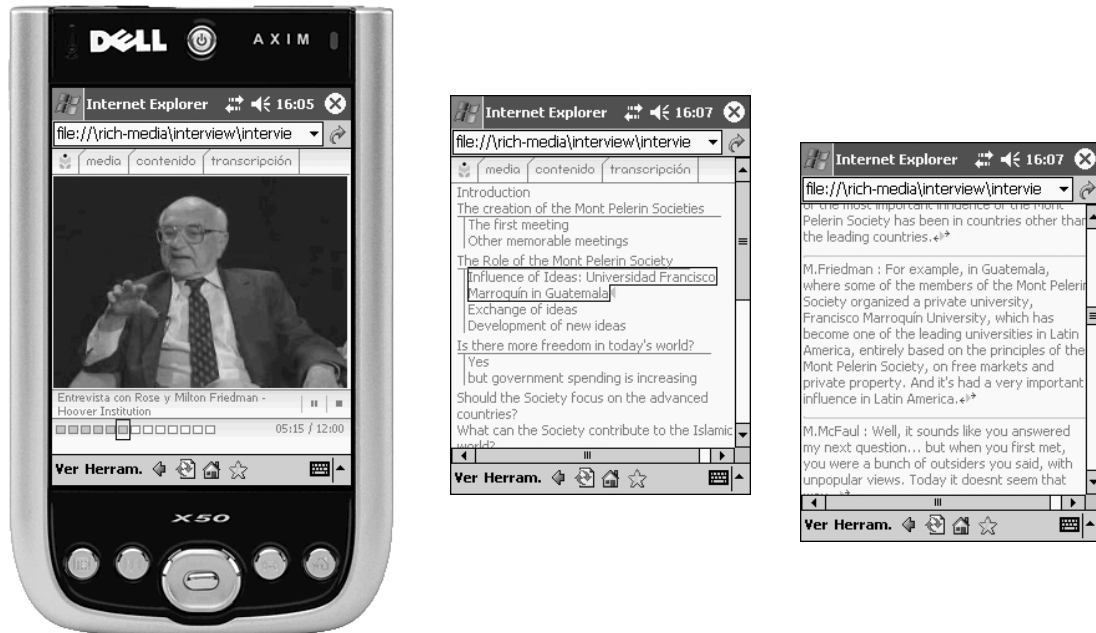 DELL AXIM
Internet Explorer 16:05
file://\rich-media\interview\intervie
media contenido transcripción
Entrevista con Rose y Milton Friedman -
Hoover Institution
05:15 / 12:00
Ver Herram.
X50
Internet Explorer 16:07
file://\rich-media\interview\intervie
media contenido transcripción
Introduction
The creation of the Mont Pelerin Societies
The first meeting
Other memorable meetings
The Role of the Mont Pelerin Society
Influence of Ideas: Universidad Francisco
Marroquín in Guatemala
Exchange of ideas
Development of new ideas
Is there more freedom in today's world?
Yes
but government spending is increasing
Should the Society focus on the advanced
countries?
What can the Society contribute to the Islamic
world?
Ver Herram.
Internet Explorer 16:07
file://\rich-media\interview\intervie
of the most important influence of the Mont
Pelerin Society has been in countries other than
the leading countries.
M.Friedman : For example, in Guatemala,
where some of the members of the Mont Pelerin
Society organized a private university,
Francisco Marroquín University, which has
become one of the leading universities in Latin
America, entirely based on the principles of the
Mont Pelerin Society, on free markets and
private property. And it's had a very important
influence in Latin America.
M.McFaul : Well, it sounds like you answered
my next question... but when you first met,
you were a bunch of outsiders you said, with
unpopular views. Today it doesnt seem that
Ver Herram.